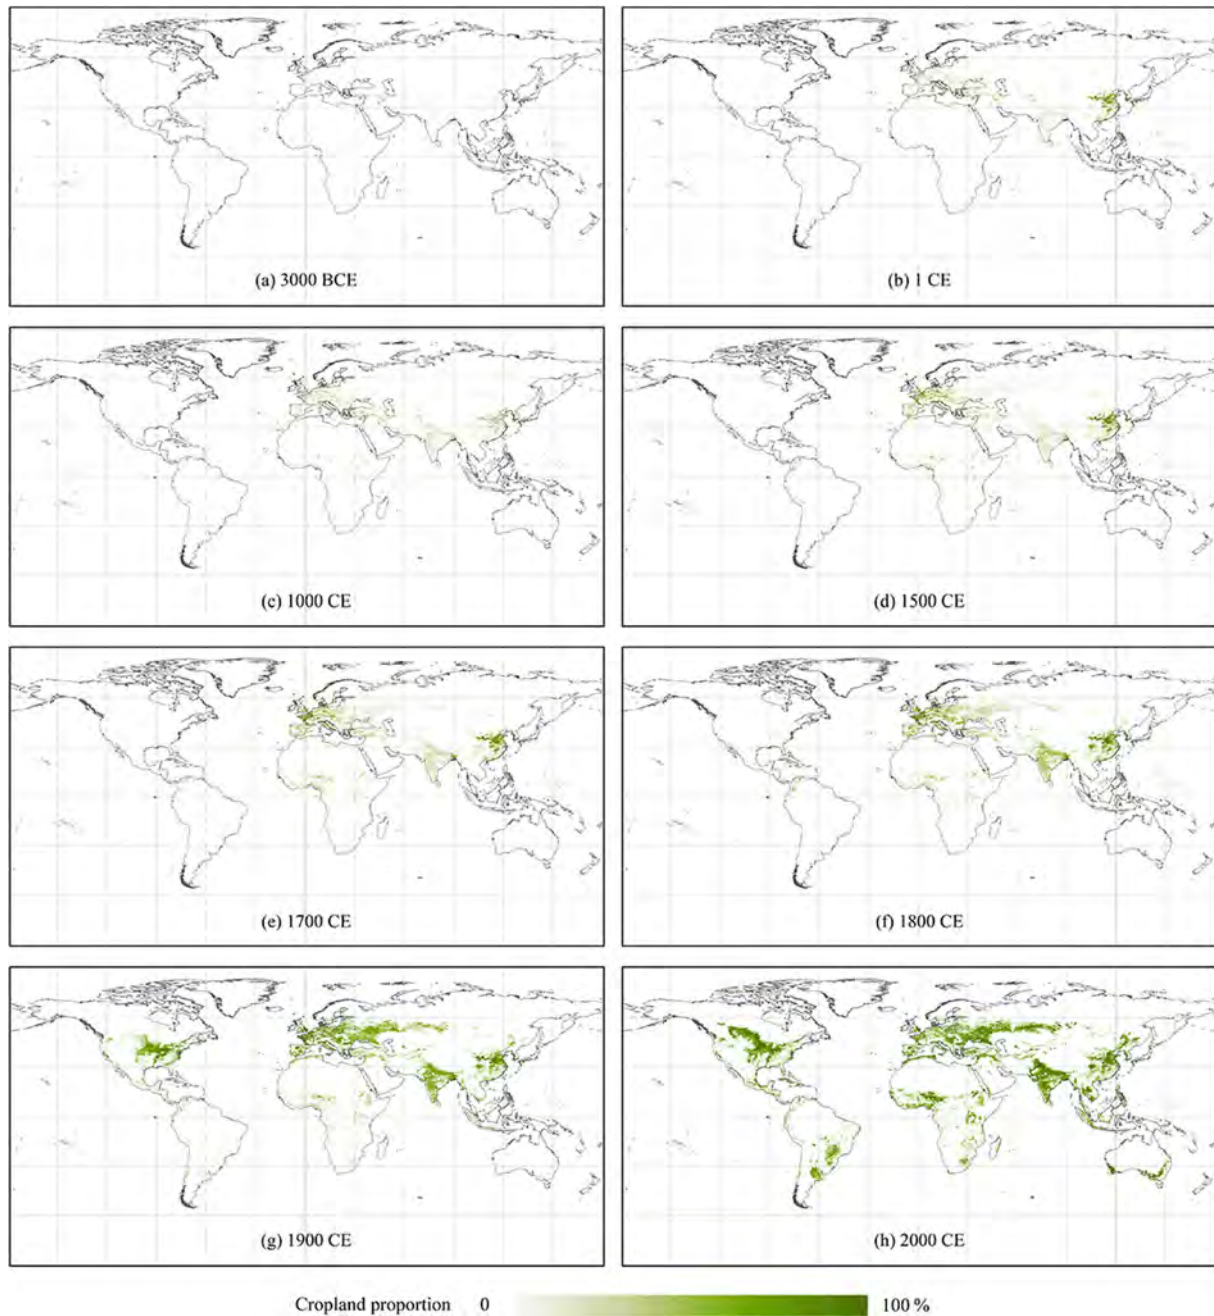 (a) 3000 BCE
(b) 1 CE
(c) 1000 CE
(d) 1500 CE
(e) 1700 CE
(f) 1800 CE
(g) 1900 CE
(h) 2000 CE
Cropland proportion 0 100 %